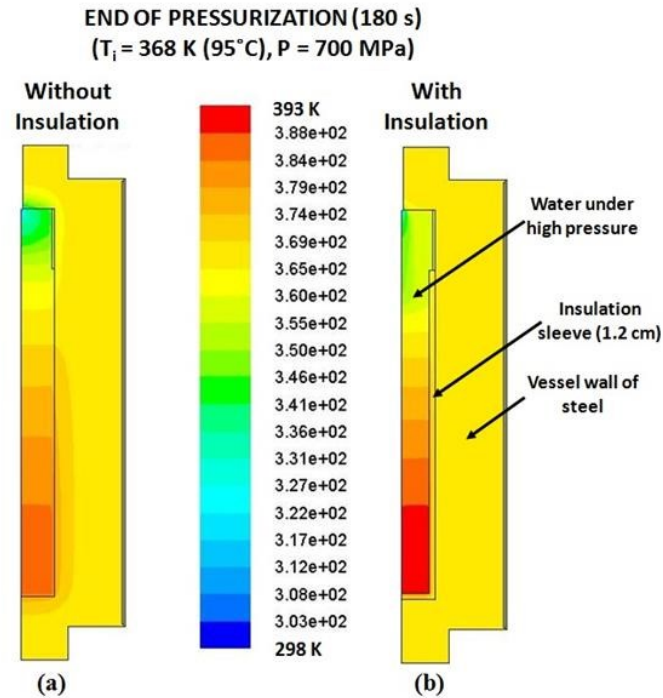 END OF PRESSURIZATION (180 s)
(Tᵢ = 368 K (95˚C), P = 700 MPa)
Without
Insulation
With
Insulation
393 K
3.88e+02
3.84e+02
3.79e+02
3.74e+02
3.69e+02
3.65e+02
3.60e+02
3.55e+02
3.50e+02
3.46e+02
3.41e+02
3.36e+02
3.31e+02
3.27e+02
3.22e+02
3.17e+02
3.12e+02
3.08e+02
3.03e+02
298 K
Water under
high pressure
Insulation
sleeve (1.2 cm)
Vessel wall of
steel
(a)
(b)